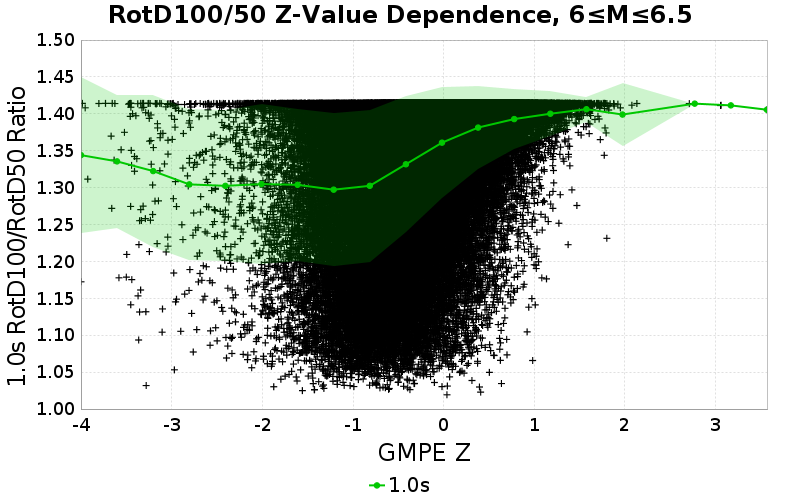 RotD100/50 Z-Value Dependence, 6≤M≤6.5
1.50
1.45
1.40
1.35
1.30
1.25
1.20
1.15
1.10
1.05
1.00
1.0s RotD100/RotD50 Ratio
-4 -3 -2 -1 0 1 2 3
GMPE Z
1.0s